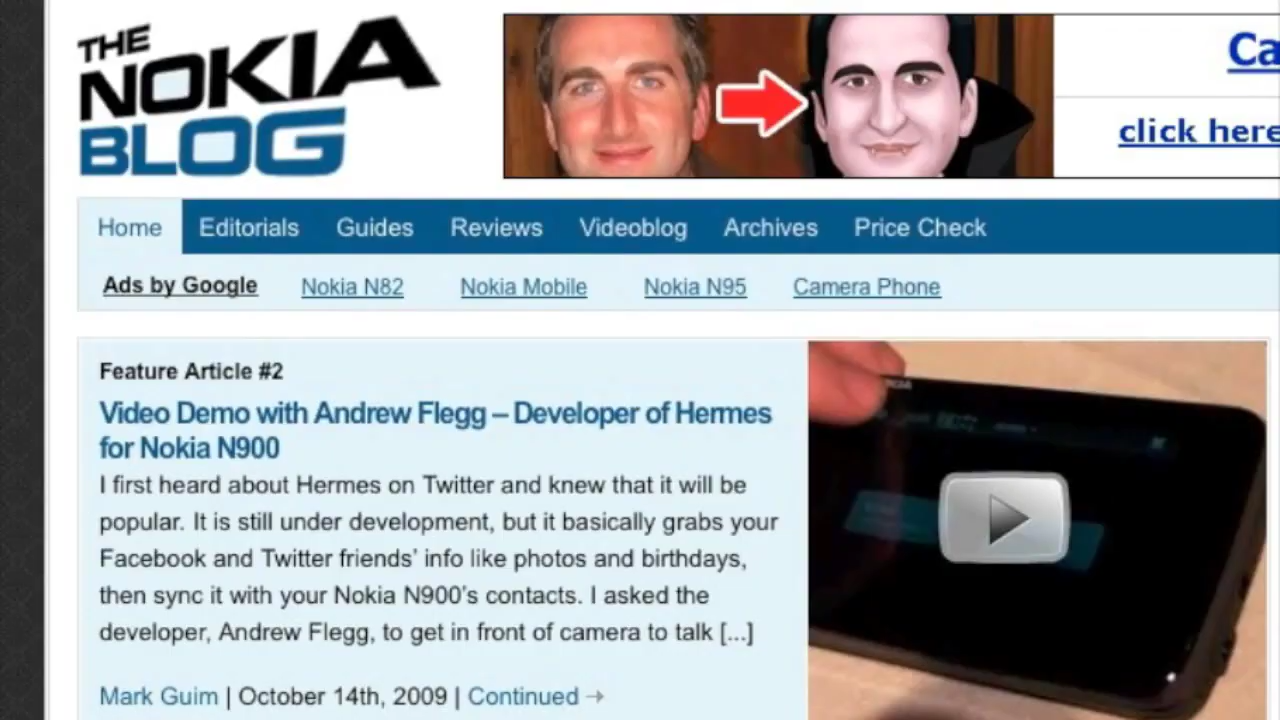 THE
NOKIA
BLOG
Ca
click here
Home Editorials Guides Reviews Videoblog Archives Price Check
Ads by Google Nokia N82 Nokia Mobile Nokia N95 Camera Phone
Feature Article #2
Video Demo with Andrew Flegg – Developer of Hermes
for Nokia N900
I first heard about Hermes on Twitter and knew that it will be
popular. It is still under development, but it basically grabs your
Facebook and Twitter friends' info like photos and birthdays,
then sync it with your Nokia N900's contacts. I asked the
developer, Andrew Flegg, to get in front of camera to talk [...]
Mark Guim | October 14th, 2009 | Continued →